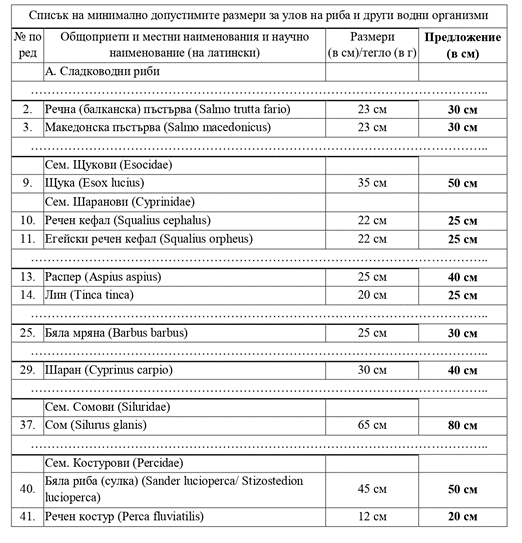 Списък на минимално допустимите размери за улов на риба и други водни организми
№ по ред Общоприети и местни наименования и научно наименование (на латински) Размери (в см)/тегло (в г) Предложение (в см)
А. Сладководни риби
………………………………………………………………………………………..
2. Речна (балканска) пъстърва (Salmo trutta fario) 23 см 30 см
3. Македонска пъстърва (Salmo macedonicus) 23 см 30 см
………………………………………………………………………………………..
Сем. Щукови (Esocidae)
9. Щука (Esox lucius) 35 см 50 см
Сем. Шаранови (Cyprinidae)
10. Речен кефал (Squalius cephalus) 22 см 25 см
11. Егейски речен кефал (Squalius orpheus) 22 см 25 см
………………………………………………………………………………………..
13. Распер (Aspius aspius) 25 см 40 см
14. Лин (Tinca tinca) 20 см 25 см
………………………………………………………………………………………..
25. Бяла мряна (Barbus barbus) 25 см 30 см
………………………………………………………………………………………..
29. Шаран (Cyprinus carpio) 30 см 40 см
………………………………………………………………………………………..
Сем. Сомови (Siluridae)
37. Сом (Silurus glanis) 65 см 80 см
………………………………………………………………………………………..
Сем. Костурови (Percidae)
40. Бяла риба (сулка) (Sander lucioperca/ Stizostedion lucioperca) 45 см 50 см
41. Речен костур (Perca fluviatilis) 12 см 20 см